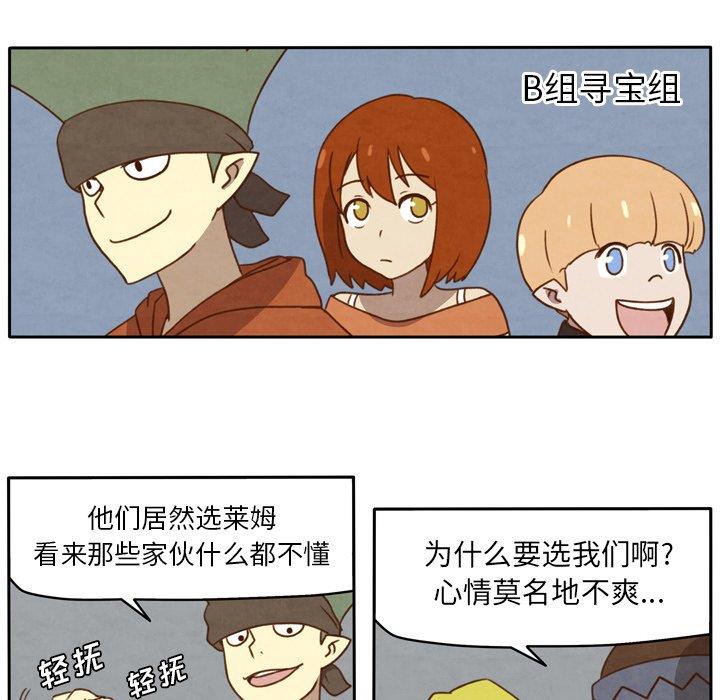 B组寻宝组
他们居然选莱姆
看来那些家伙什么都不懂
轻抚
轻抚
为什么要选我们啊?
心情莫名地不爽...